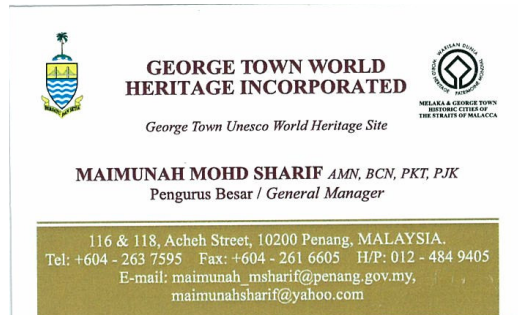 GEORGE TOWN WORLD
HERITAGE INCORPORATED
George Town Unesco World Heritage Site
MELAKA & GEORGE TOWN
HISTORIC CITIES OF
THE STRAITS OF MALACCA
MAIMUNAH MOHD SHARIF AMN, BCN, PKT, PJK
Pengurus Besar / General Manager
116 & 118, Acheh Street, 10200 Penang, MALAYSIA.
Tel: +604 - 263 7595 Fax: +604 - 261 6605 H/P: 012 - 484 9405
E-mail: maimunah_msharif@penang.gov.my,
maimunahsharif@yahoo.com